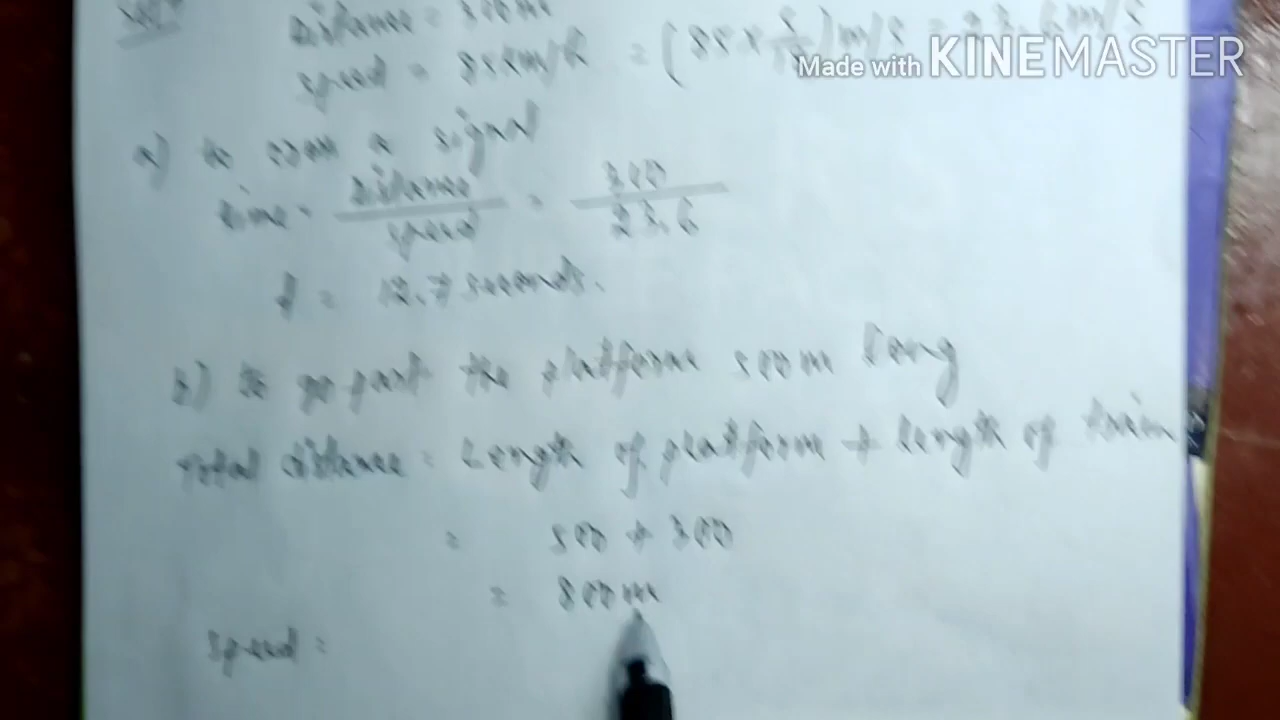 Soln
Distance = 300m
speed = 85km/h = (85 x 5/18) m/s = 23.6m/s
Made with KINEMASTER
a) to cross a signal
time = Distance/speed = 300/23.6
t = 12.7 seconds.
b) to go past the platform 500m long
Total distance = Length of platform + length of train
= 500 + 300
= 800m
speed =